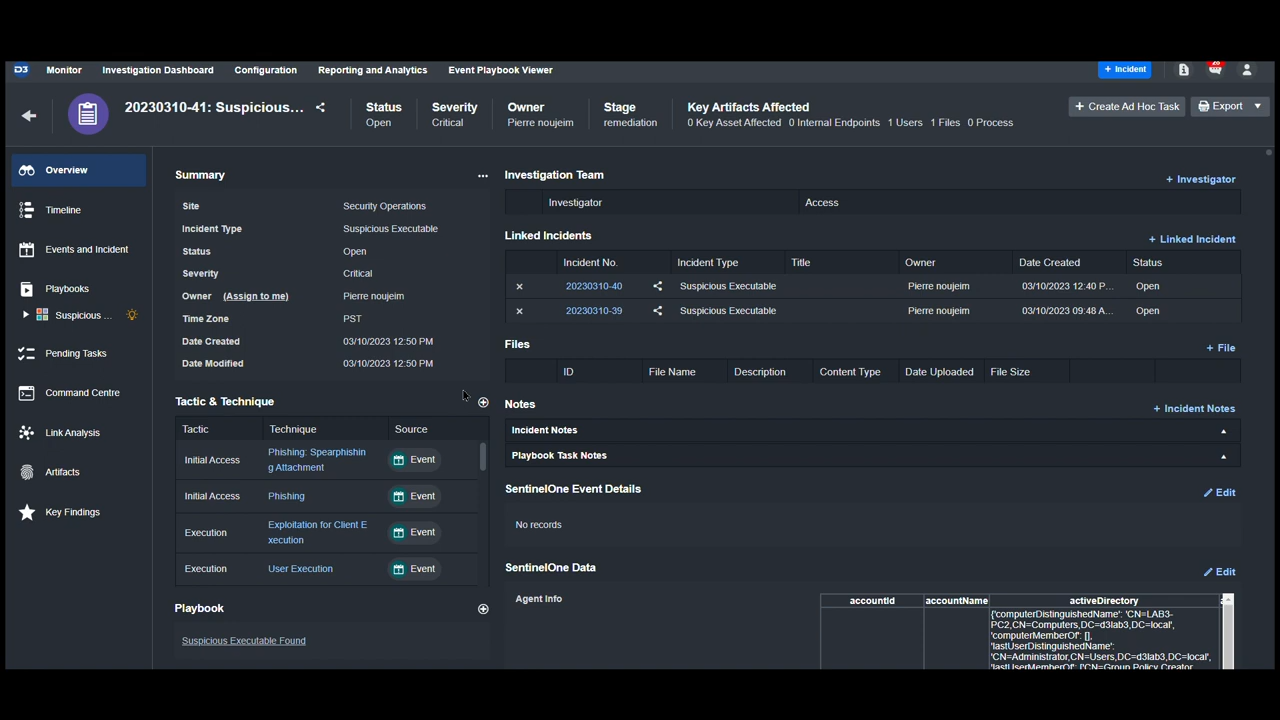 D3 Monitor Investigation Dashboard Configuration Reporting and Analytics Event Playbook Viewer + Incident
20230310-41: Suspicious...
Status
Open
Severity
Critical
Owner
Pierre noujeim
Stage
remediation
Key Artifacts Affected
0 Key Asset Affected 0 Internal Endpoints 1 Users 1 Files 0 Process
+ Create Ad Hoc Task
Export
Overview
Timeline
Events and Incident
Playbooks
Suspicious ...
Pending Tasks
Command Centre
Link Analysis
Artifacts
Key Findings
Summary
Site Security Operations
Incident Type Suspicious Executable
Status Open
Severity Critical
Owner (Assign to me) Pierre noujeim
Time Zone PST
Date Created 03/10/2023 12:50 PM
Date Modified 03/10/2023 12:50 PM
Tactic & Technique
Tactic Technique Source
Initial Access Phishing: Spearphishin
g Attachment Event
Initial Access Phishing Event
Execution Exploitation for Client E
xecution Event
Execution User Execution Event
Playbook
Suspicious Executable Found
Investigation Team
+ Investigator
Investigator Access
Linked Incidents
+ Linked Incident
Incident No. Incident Type Title Owner Date Created Status
20230310-40 Suspicious Executable Pierre noujeim 03/10/2023 12:40 P... Open
20230310-39 Suspicious Executable Pierre noujeim 03/10/2023 09:48 A... Open
Files
+ File
ID File Name Description Content Type Date Uploaded File Size
Notes
+ Incident Notes
Incident Notes
Playbook Task Notes
SentinelOne Event Details
Edit
No records
SentinelOne Data
Edit
Agent Info
accountId accountName activeDirectory
{'computerDistinguishedName': 'CN=LAB3-
PC2,CN=Computers,DC=d3lab3,DC=local',
'computerMemberOf': [],
'lastUserDistinguishedName':
'CN=Administrator,CN=Users,DC=d3lab3,DC=local',
'lastUserMemberOf': ['CN=Group Policy Creator